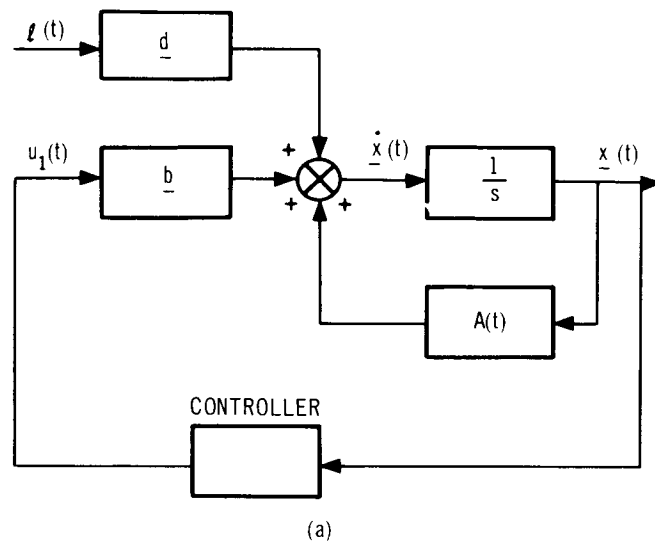 ℓ (t)
d
u₁(t)
b
+
+
+
ẋ (t)
1
s
x (t)
A(t)
CONTROLLER
(a)